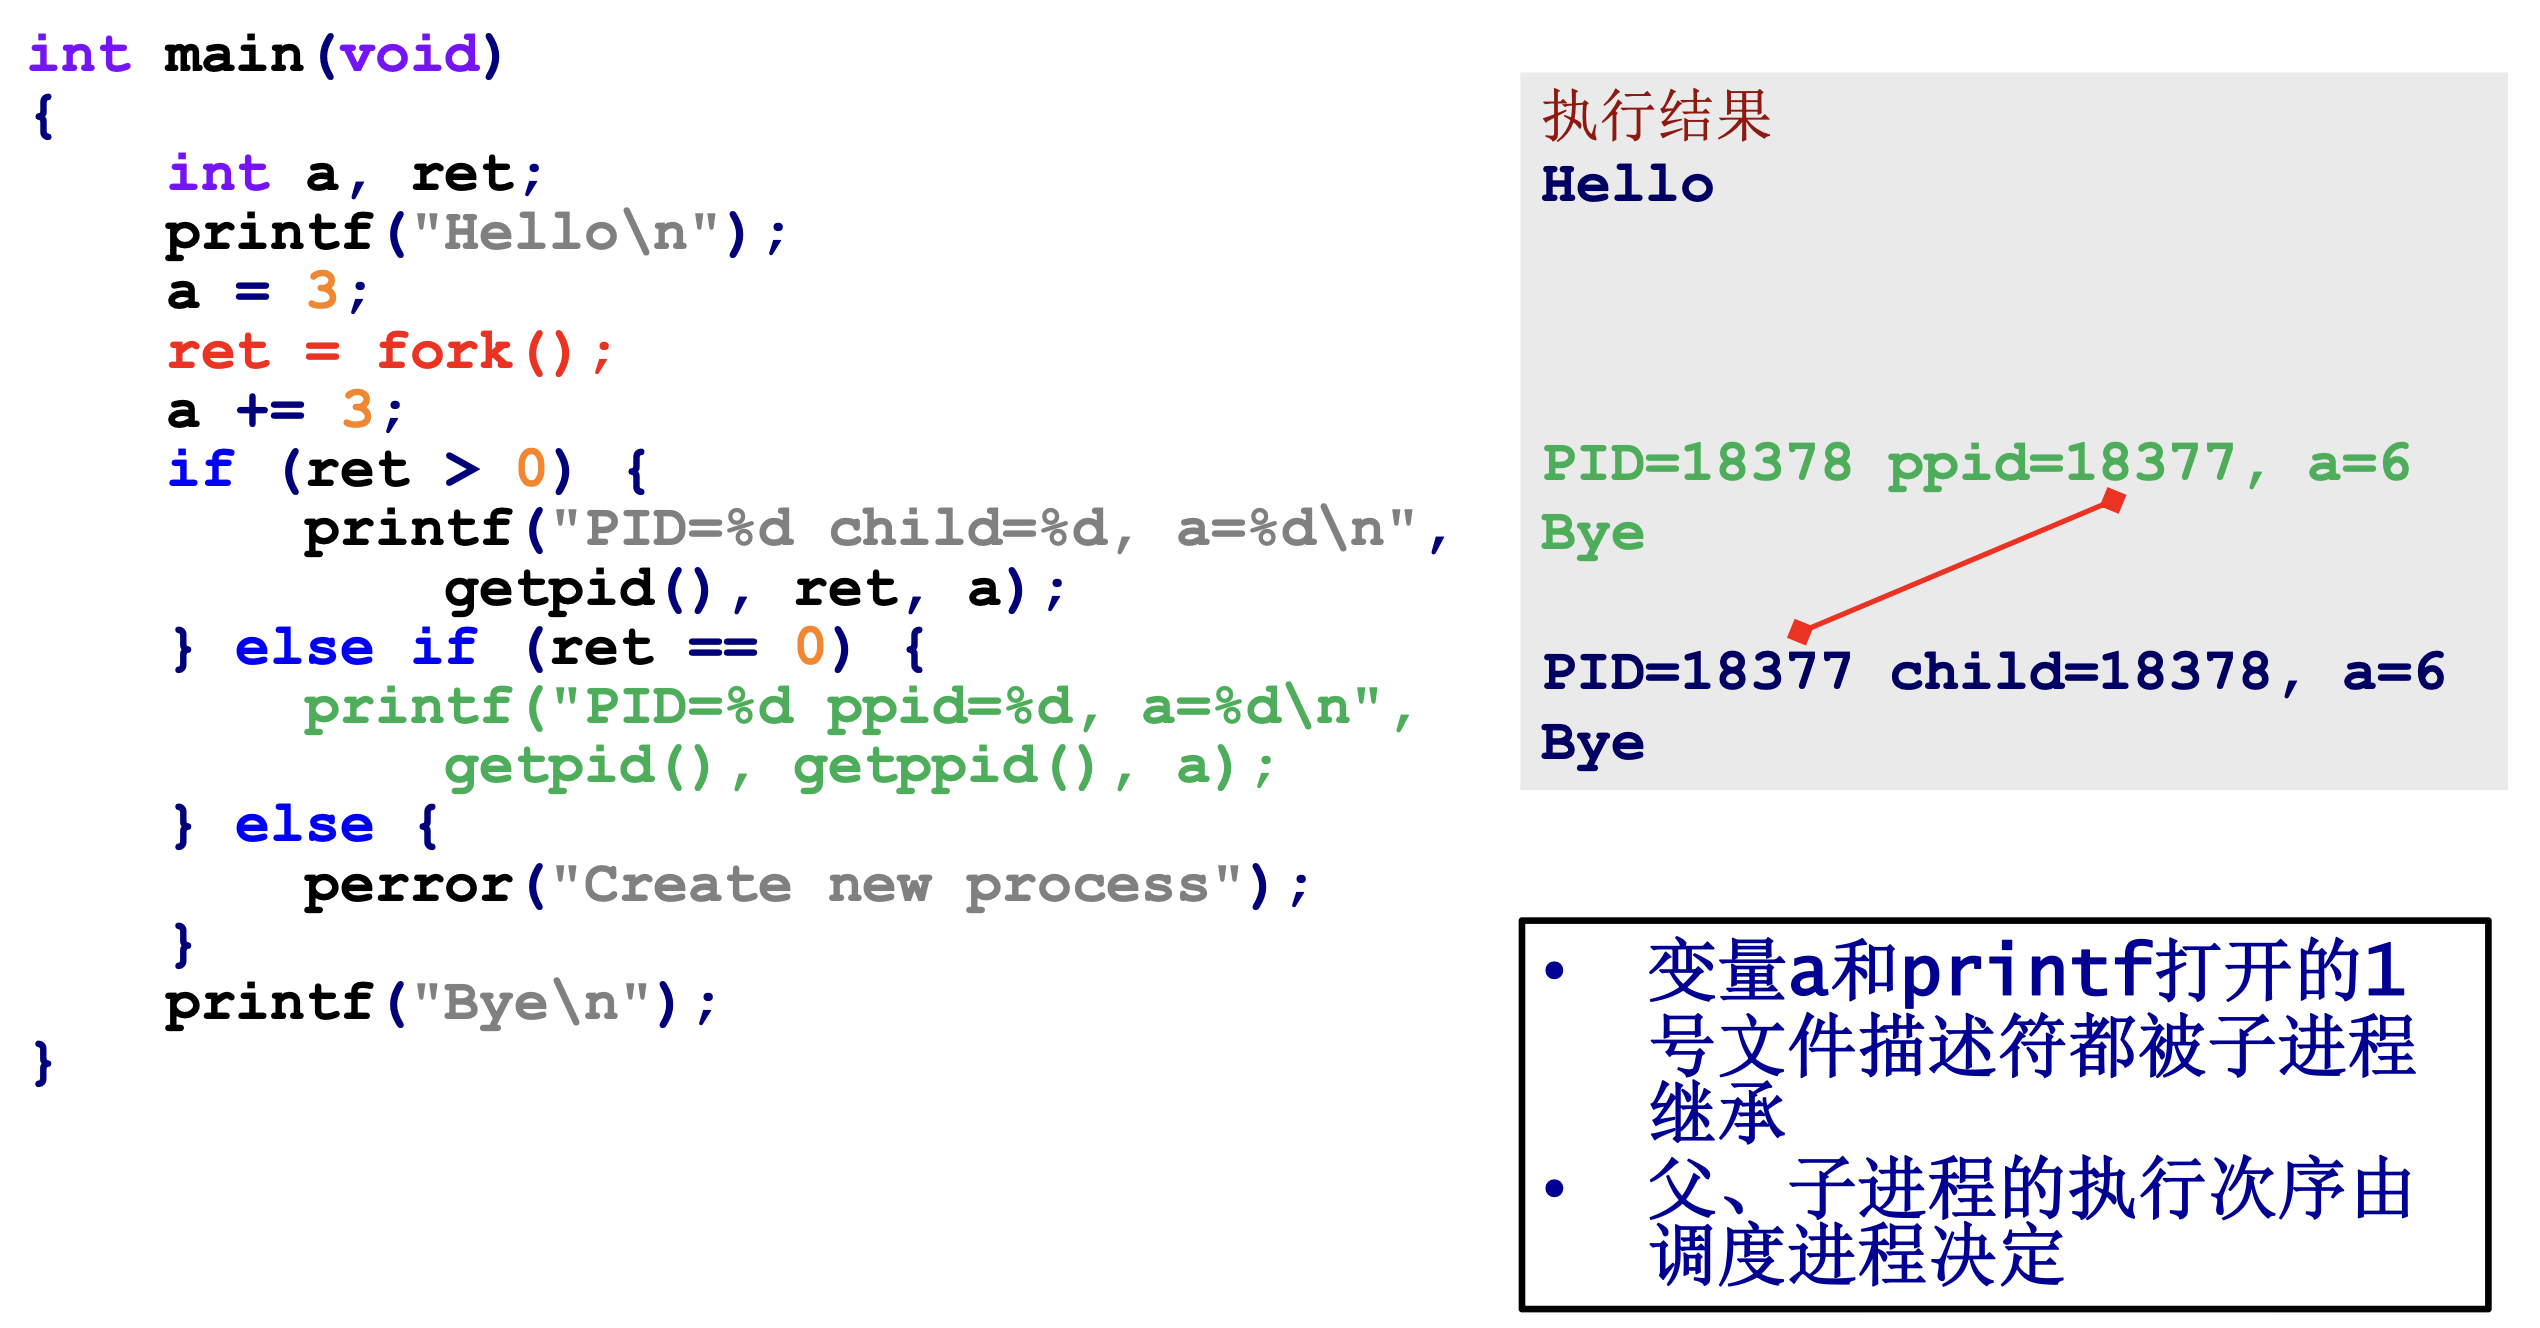 int main(void)
{
    int a, ret;
    printf("Hello\n");
    a = 3;
    ret = fork();
    a += 3;
    if (ret > 0) {
        printf("PID=%d child=%d, a=%d\n",
            getpid(), ret, a);
    } else if (ret == 0) {
        printf("PID=%d ppid=%d, a=%d\n",
            getpid(), getppid(), a);
    } else {
        perror("Create new process");
    }
    printf("Bye\n");
}
执行结果
Hello
PID=18378 ppid=18377, a=6
Bye
PID=18377 child=18378, a=6
Bye
• 变量a和printf打开的1
号文件描述符都被子进程
继承
• 父、子进程的执行次序由
调度进程决定